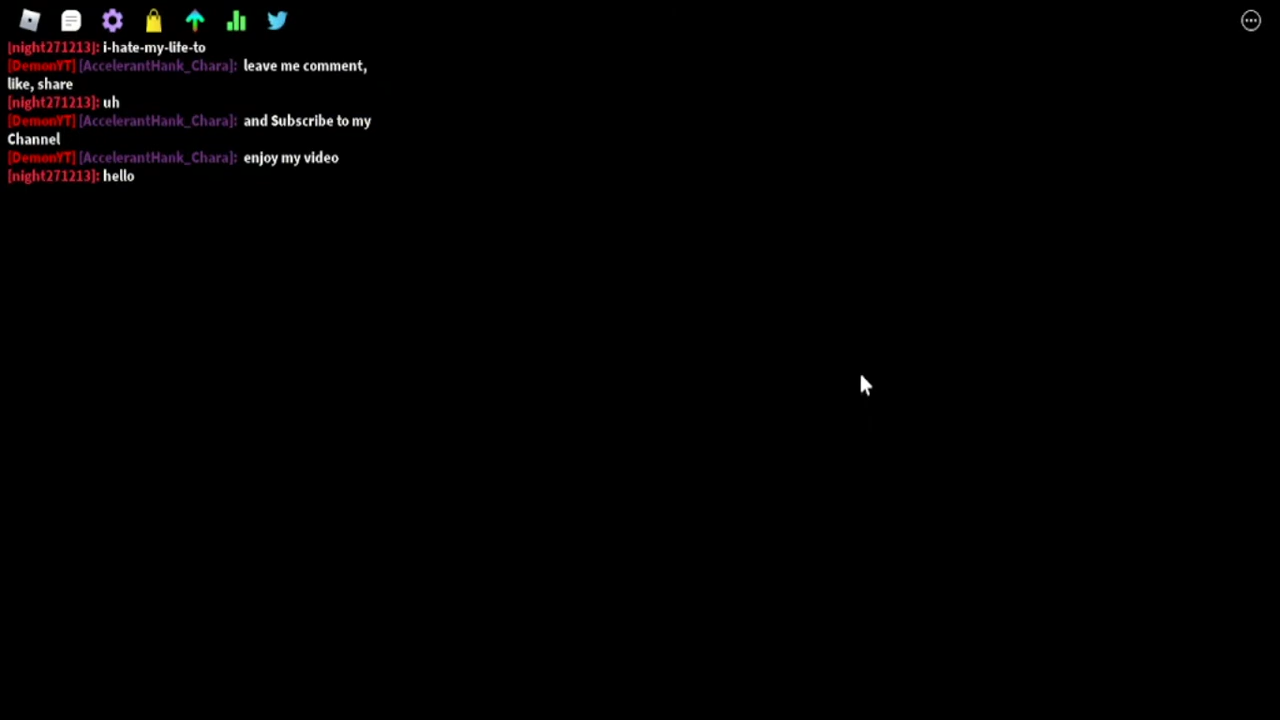 [night271213]: i-hate-my-life-to
[DemonYT] [AccelerantHank_Chara]: leave me comment,
like, share
[night271213]: uh
[DemonYT] [AccelerantHank_Chara]: and Subscribe to my
Channel
[DemonYT] [AccelerantHank_Chara]: enjoy my video
[night271213]: hello